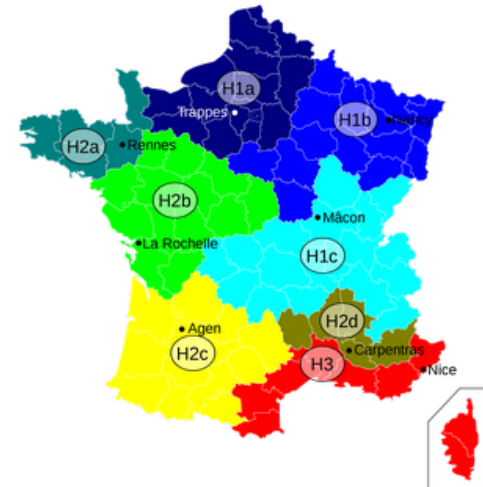 H1a
Trappes
H1b
Nancy
H2a
Rennes
H2b
Mâcon
La Rochelle
H1c
H2d
Agen
Carpentras
H2c
H3
Nice